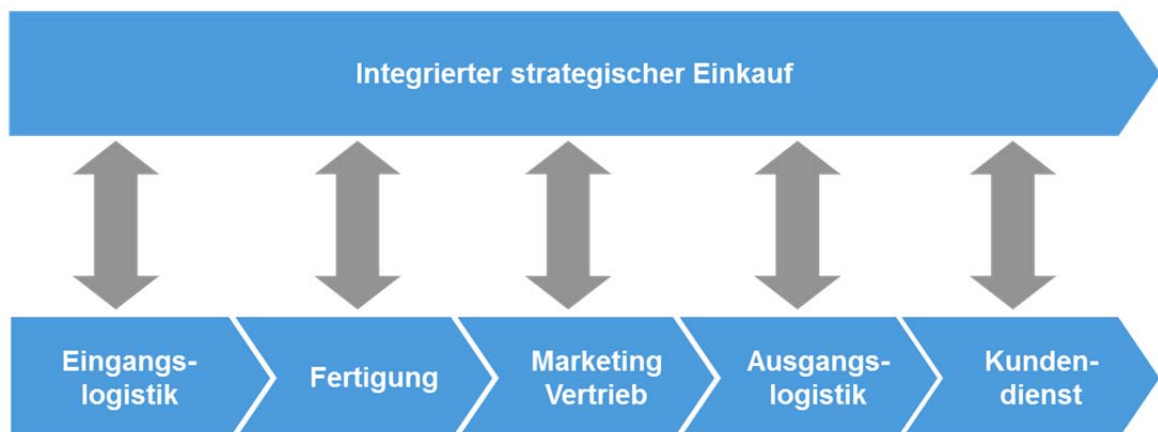 Integrierter strategischer Einkauf
Eingangs-
logistik
Fertigung
Marketing
Vertrieb
Ausgangs-
logistik
Kunden-
dienst